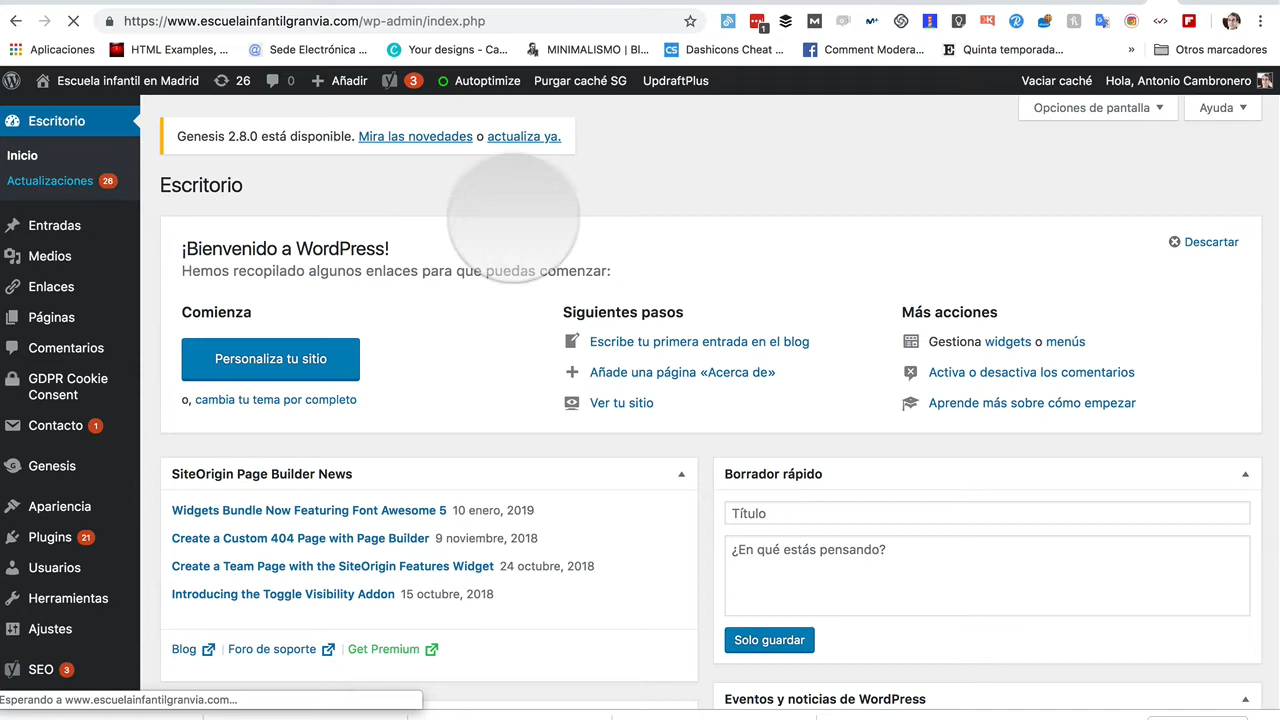 https://www.escuelainfantilgranvia.com/wp-admin/index.php
1
Aplicaciones HTML Examples, ... Sede Electrónica ... Your designs - Ca... MINIMALISMO | Bl... Dashicons Cheat ... Comment Modera... Quinta temporada... » Otros marcadores
Escuela infantil en Madrid 26 0 Añadir 3 Autoptimize Purgar caché SG UpdraftPlus Vaciar caché Hola, Antonio Cambronero
Opciones de pantalla Ayuda
Escritorio
Inicio
Actualizaciones 26
Entradas
Medios
Enlaces
Páginas
Comentarios
GDPR Cookie
Consent
Contacto 1
Genesis
Apariencia
Plugins 21
Usuarios
Herramientas
Ajustes
SEO 3
Genesis 2.8.0 está disponible. Mira las novedades o actualiza ya.
Escritorio
¡Bienvenido a WordPress!
Descartar
Hemos recopilado algunos enlaces para que puedas comenzar:
Comienza
Personaliza tu sitio
o, cambia tu tema por completo
Siguientes pasos
Escribe tu primera entrada en el blog
Añade una página «Acerca de»
Ver tu sitio
Más acciones
Gestiona widgets o menús
Activa o desactiva los comentarios
Aprende más sobre cómo empezar
SiteOrigin Page Builder News
Widgets Bundle Now Featuring Font Awesome 5 10 enero, 2019
Create a Custom 404 Page with Page Builder 9 noviembre, 2018
Create a Team Page with the SiteOrigin Features Widget 24 octubre, 2018
Introducing the Toggle Visibility Addon 15 octubre, 2018
Blog | Foro de soporte | Get Premium
Borrador rápido
Título
¿En qué estás pensando?
Solo guardar
Eventos y noticias de WordPress
Esperando a www.escuelainfantilgranvia.com...